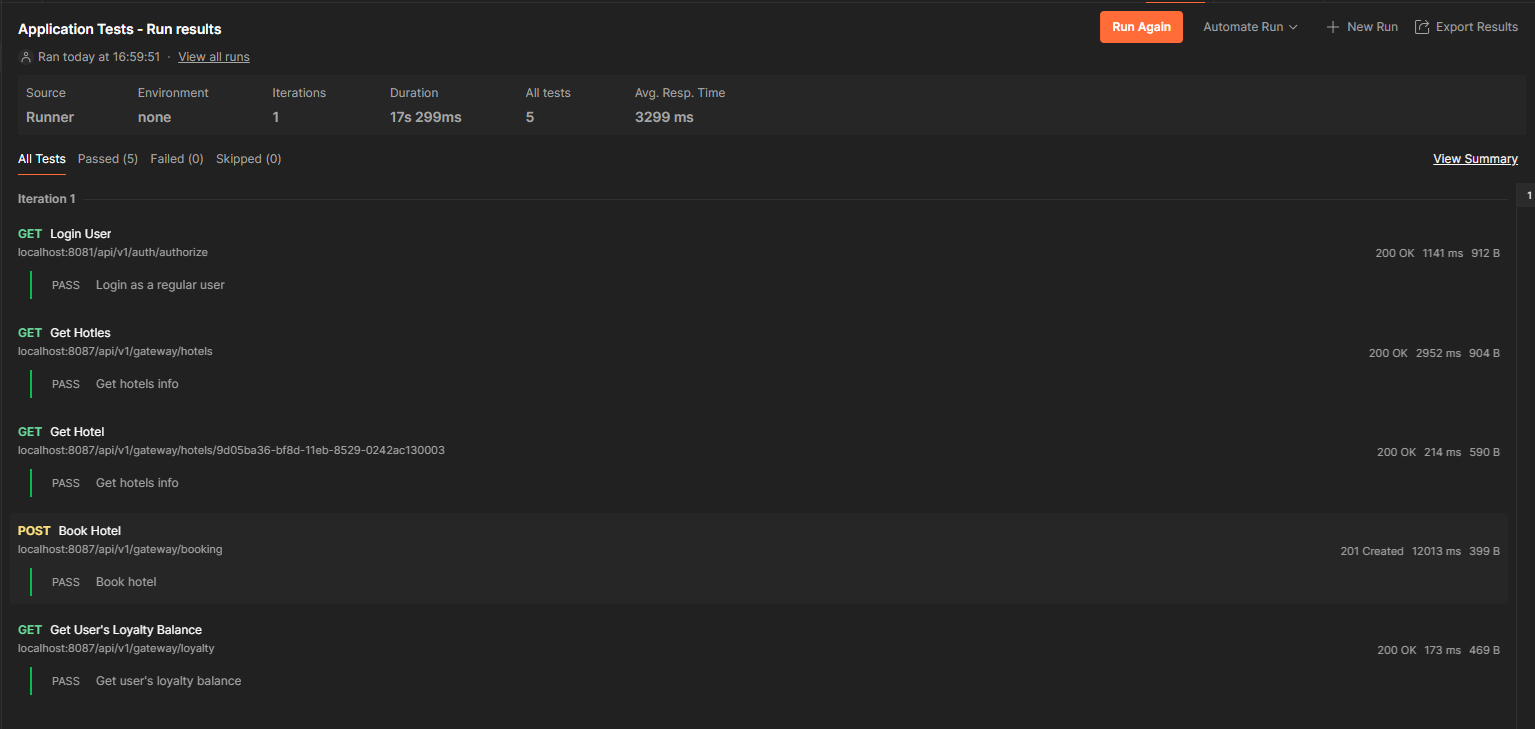 Application Tests - Run results
Run Again Automate Run New Run Export Results
Ran today at 16:59:51 · View all runs
Source Environment Iterations Duration All tests Avg. Resp. Time
Runner none 1 17s 299ms 5 3299 ms
All Tests Passed (5) Failed (0) Skipped (0) View Summary
Iteration 1
1
GET Login User
localhost:8081/api/v1/auth/authorize
200 OK 1141 ms 912 B
PASS Login as a regular user
GET Get Hotles
localhost:8087/api/v1/gateway/hotels
200 OK 2952 ms 904 B
PASS Get hotels info
GET Get Hotel
localhost:8087/api/v1/gateway/hotels/9d05ba36-bf8d-11eb-8529-0242ac130003
200 OK 214 ms 590 B
PASS Get hotels info
POST Book Hotel
localhost:8087/api/v1/gateway/booking
201 Created 12013 ms 399 B
PASS Book hotel
GET Get User's Loyalty Balance
localhost:8087/api/v1/gateway/loyalty
200 OK 173 ms 469 B
PASS Get user's loyalty balance